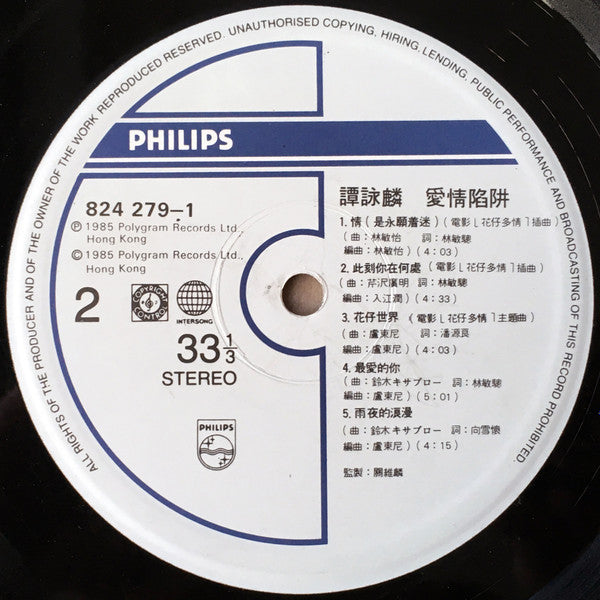 ALL RIGHTS OF THE PRODUCER AND OF THE OWNER OF THE WORK REPRODUCED RESERVED. UNAUTHORISED COPYING, HIRING, LENDING, PUBLIC PERFORMANCE AND BROADCASTING OF THIS RECORD PROHIBITED.
PHILIPS
824 279–1
Ⓟ 1985 Polygram Records Ltd.,
Hong Kong
© 1985 Polygram Records Ltd.,
Hong Kong
2
COPYRIGHT CONTROL
INTERSONG
33 1/3
STEREO
PHILIPS
譚詠麟 愛情陷阱
1. 情(是永願着迷)(電影「花仔多情」插曲)
(曲:林敏怡 詞:林敏驄
編曲:林敏怡)(4:03)
2. 此刻你在何處(電影「花仔多情」插曲)
(曲:芹沢廣明 詞:林敏驄
編曲:入江潤)(4:33)
3. 花仔世界 (電影「花仔多情」主題曲)
(曲:盧東尼 詞:潘源良
編曲:盧東尼)(4:03)
4. 最愛的你
(曲:鈴木キサブロー 詞:林敏驄
編曲:盧東尼)(5:01)
5. 雨夜的浪漫
(曲:鈴木キサブロー 詞:向雪懷
編曲:盧東尼)(4:15)
監製:關維麟